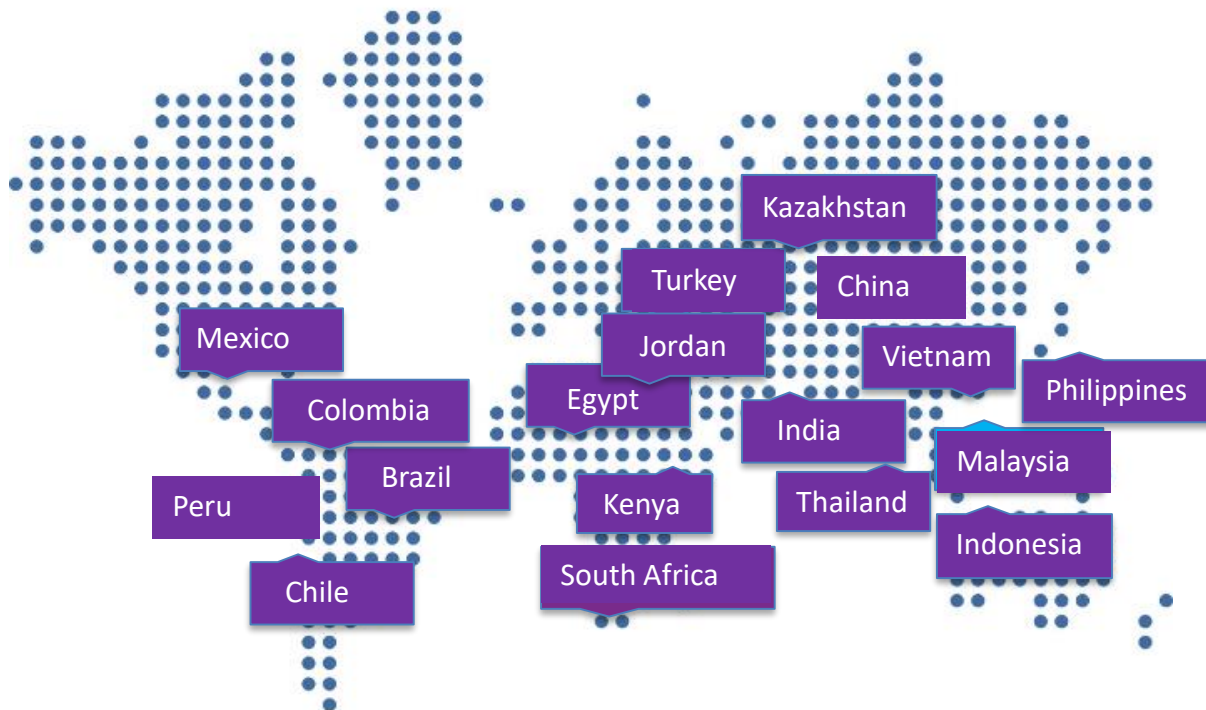 Kazakhstan
Turkey
China
Mexico
Jordan
Vietnam
Philippines
Colombia
Egypt
India
Brazil
Malaysia
Peru
Kenya
Thailand
Indonesia
South Africa
Chile